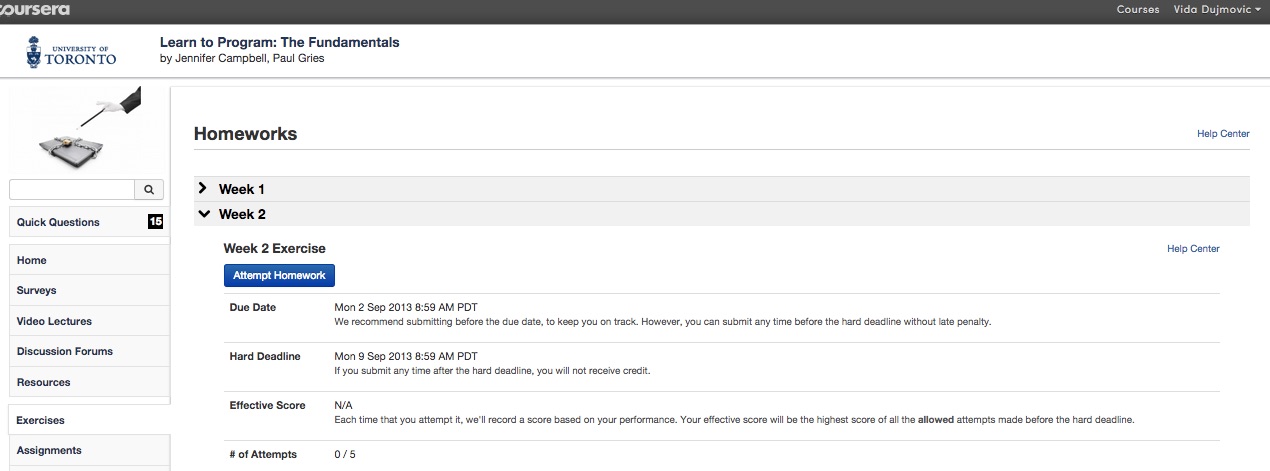 coursera
Courses Vida Dujmovic
UNIVERSITY OF
TORONTO
Learn to Program: The Fundamentals
by Jennifer Campbell, Paul Gries
Quick Questions 15
Home
Surveys
Video Lectures
Discussion Forums
Resources
Exercises
Assignments
Homeworks
Help Center
Week 1
Week 2
Week 2 Exercise
Help Center
Attempt Homework
Due Date Mon 2 Sep 2013 8:59 AM PDT
We recommend submitting before the due date, to keep you on track. However, you can submit any time before the hard deadline without late penalty.
Hard Deadline Mon 9 Sep 2013 8:59 AM PDT
If you submit any time after the hard deadline, you will not receive credit.
Effective Score N/A
Each time that you attempt it, we'll record a score based on your performance. Your effective score will be the highest score of all the allowed attempts made before the hard deadline.
# of Attempts 0 / 5